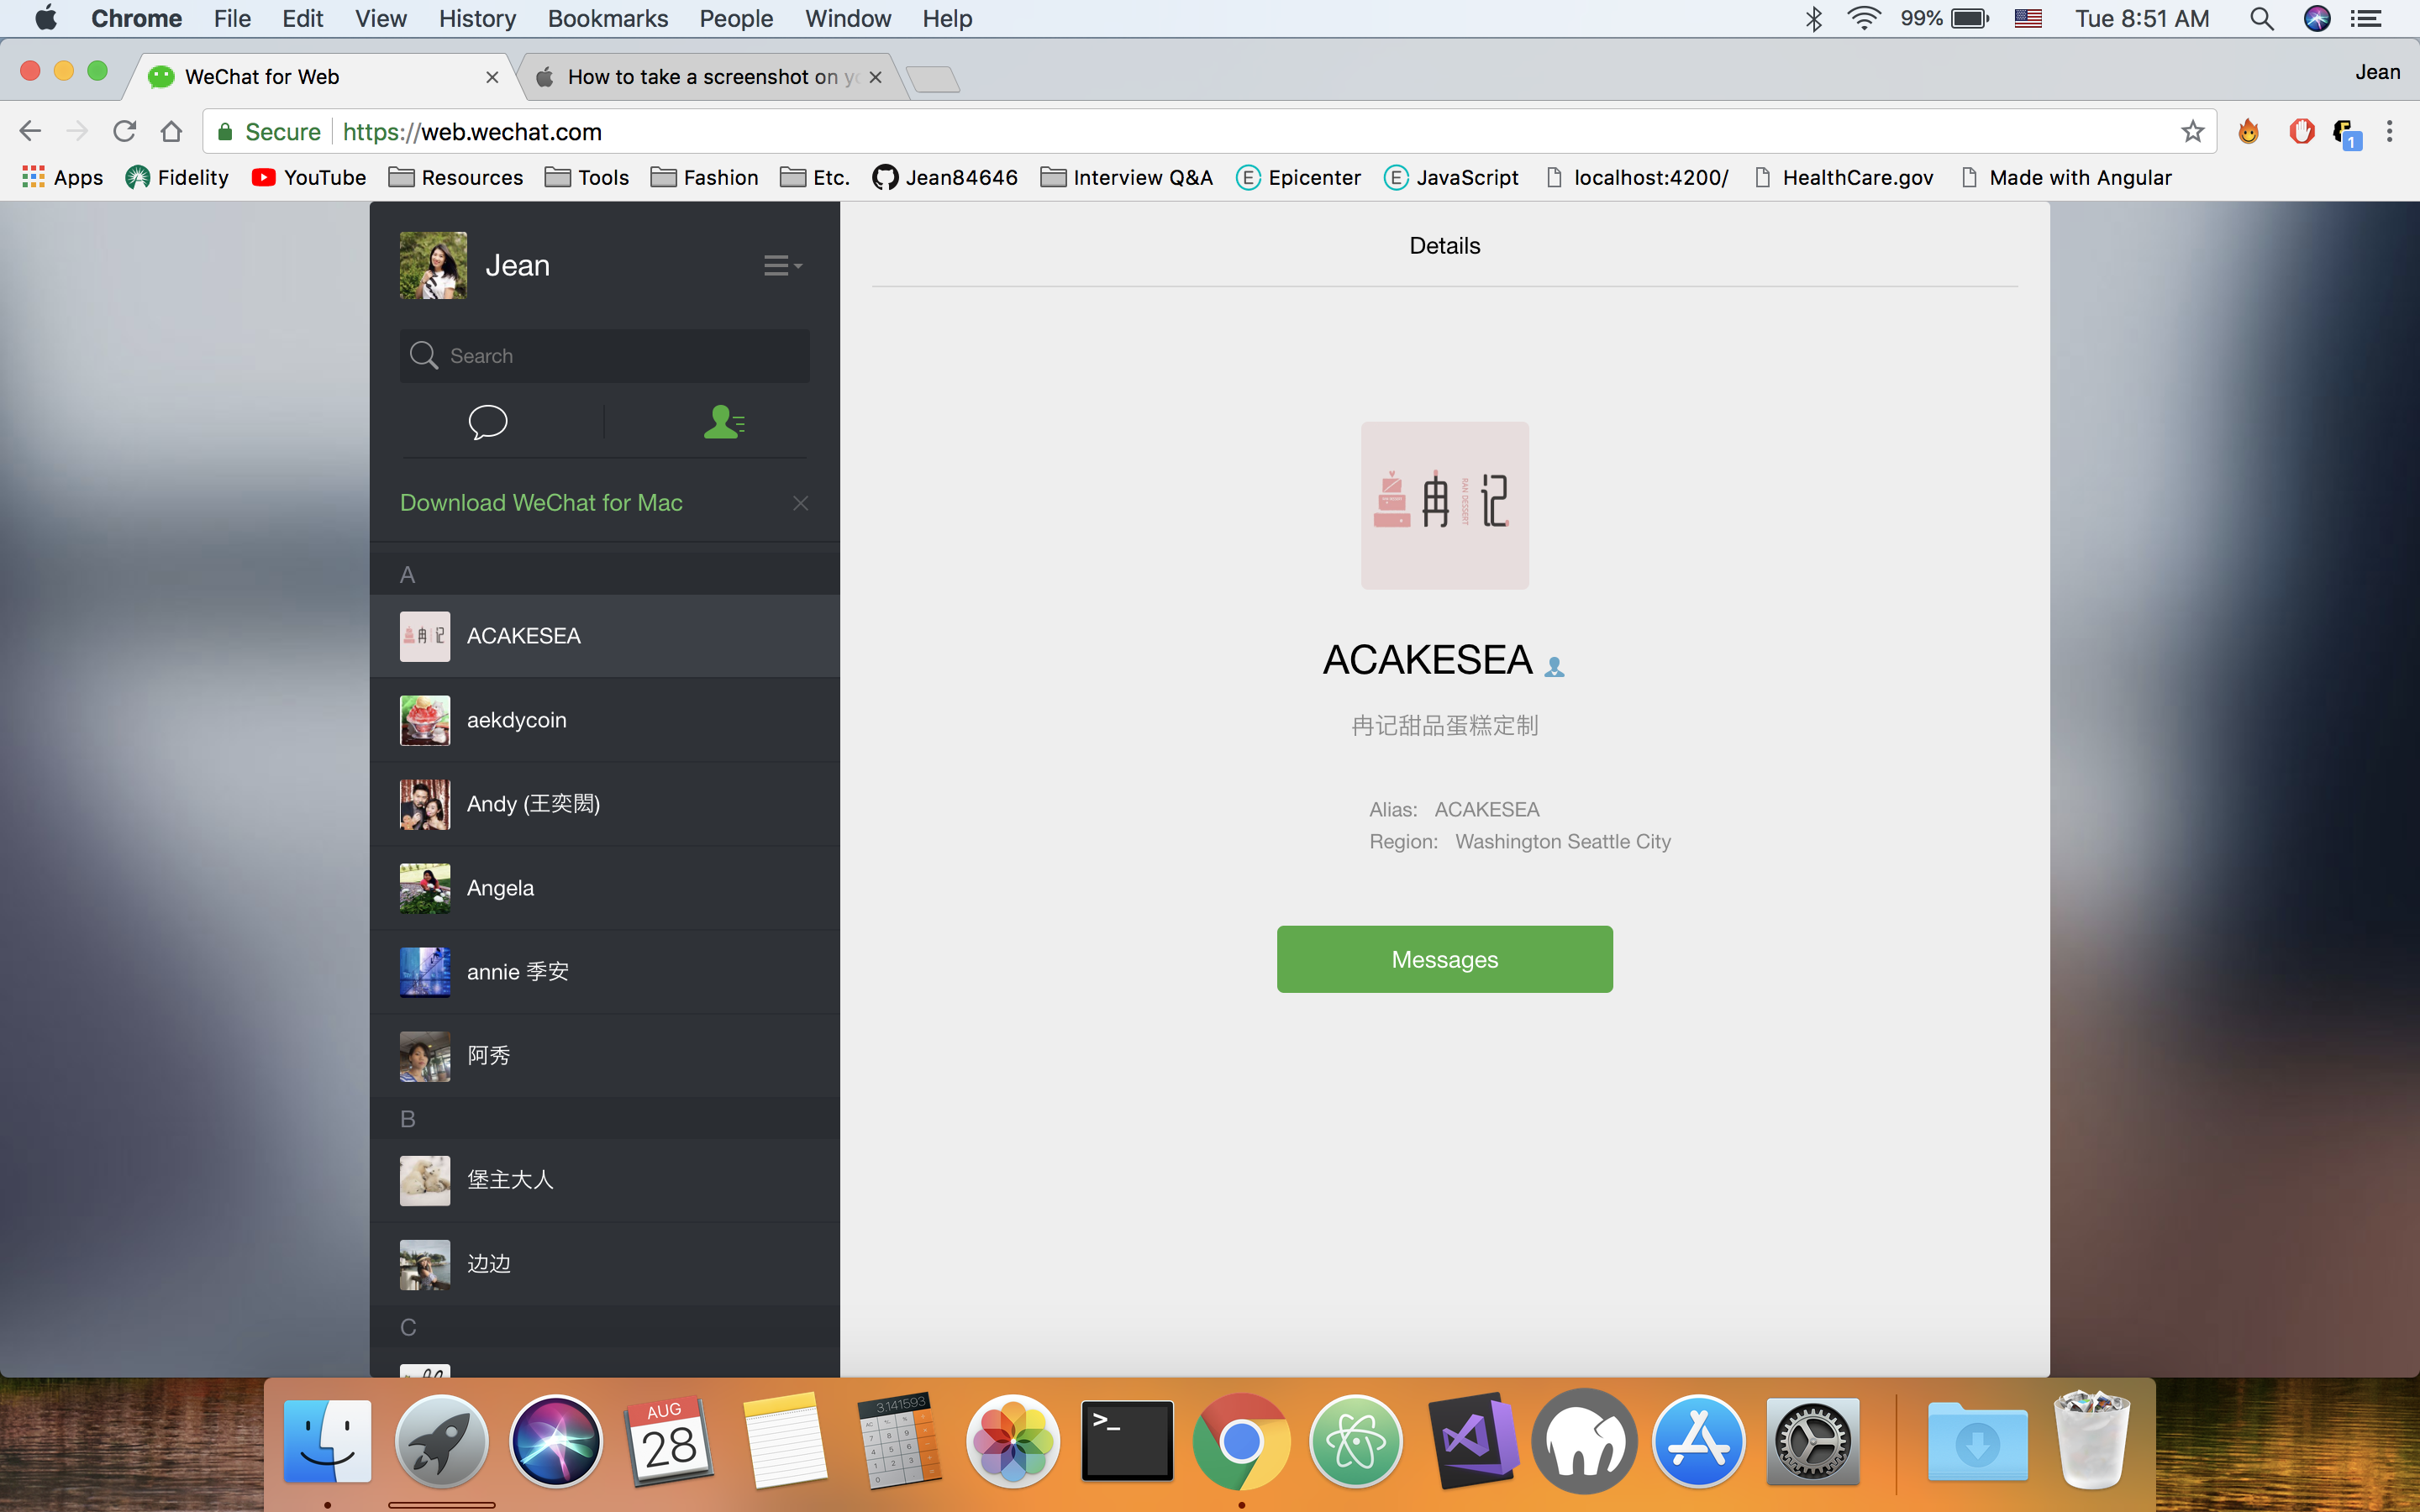 Chrome File Edit View History Bookmarks People Window Help 99% Tue 8:51 AM
WeChat for Web How to take a screenshot on yo Jean
Secure https://web.wechat.com 1
Apps Fidelity YouTube Resources Tools Fashion Etc. Jean84646 Interview Q&A Epicenter JavaScript localhost:4200/ HealthCare.gov Made with Angular
Jean
Search
Download WeChat for Mac
A
ACAKESEA
aekdycoin
Andy (王奕閎)
Angela
annie 季安
阿秀
B
堡主大人
边边
C
Details
冉记
RAN DESSERT
ACAKESEA
冉记甜品蛋糕定制
Alias: ACAKESEA
Region: Washington Seattle City
Messages
AUG
28
3.141593